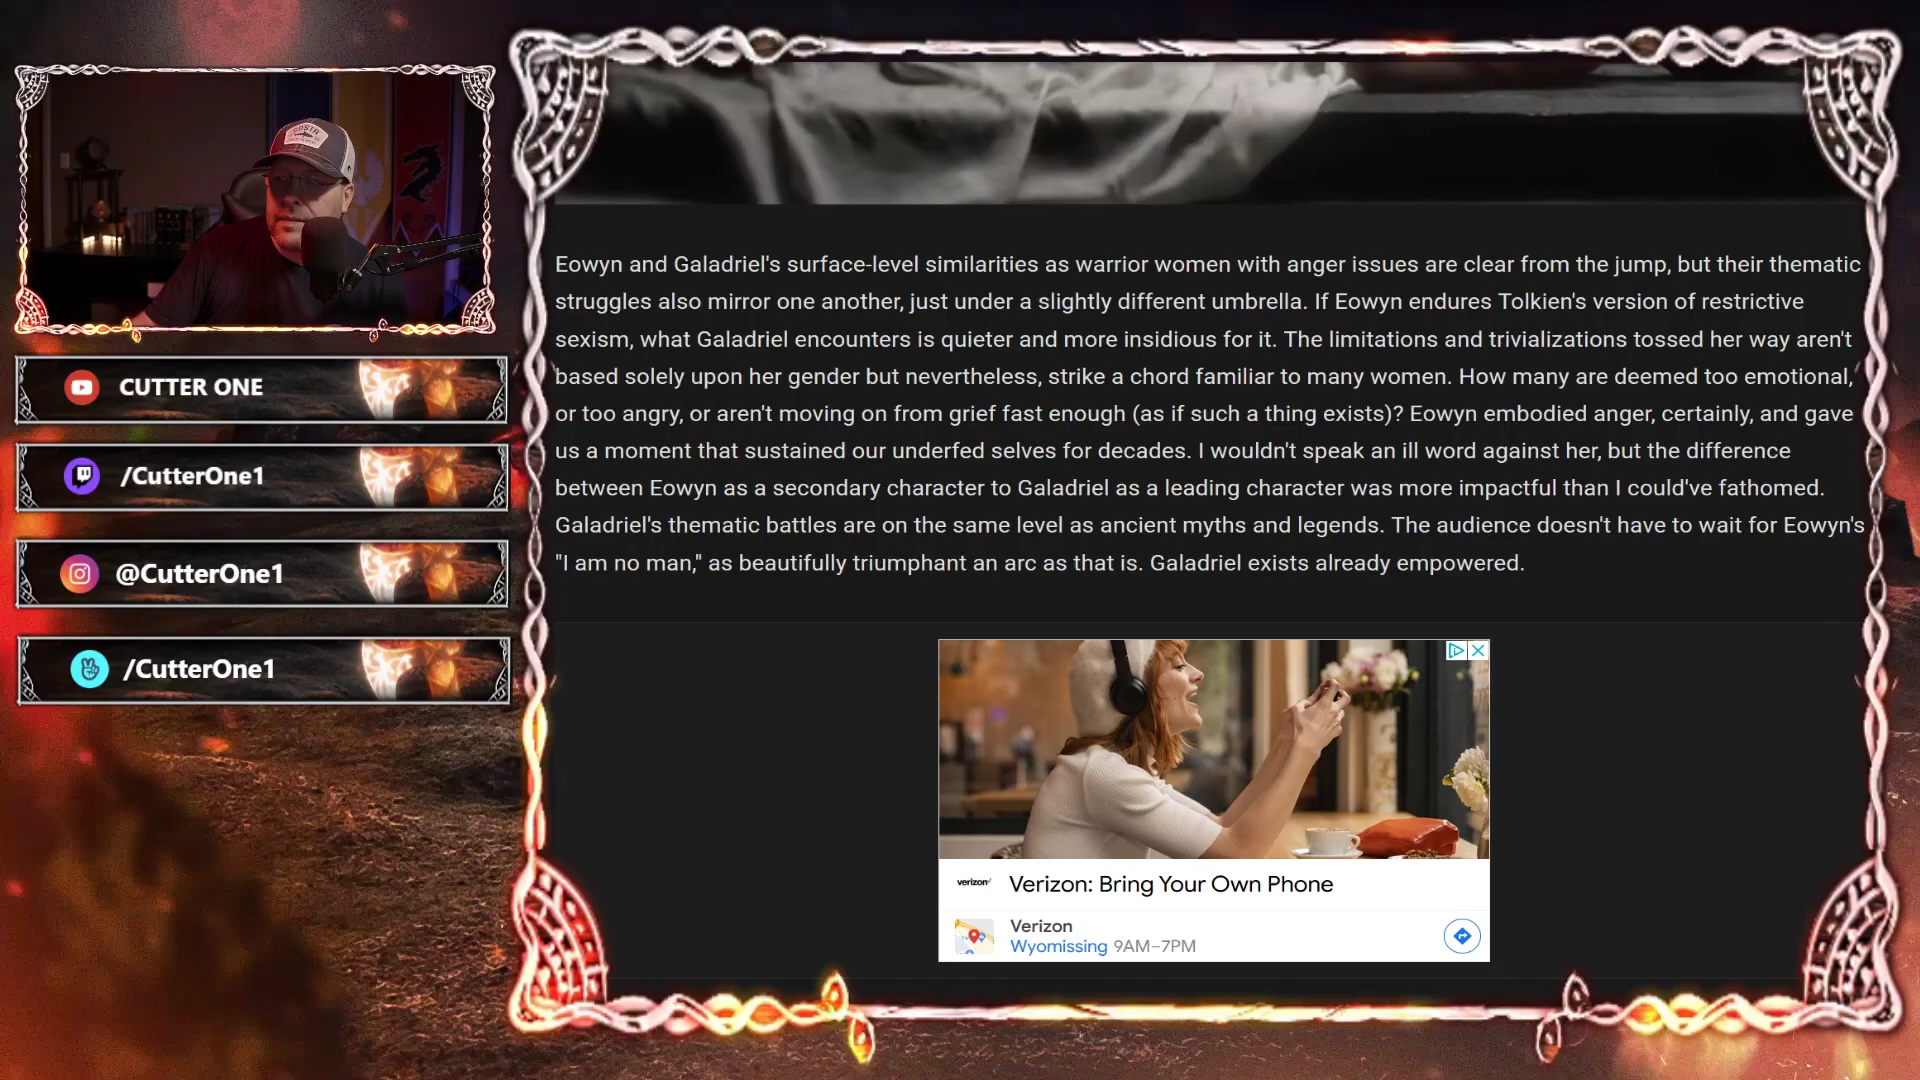 CUTTER ONE
/CutterOne1
@CutterOne1
/CutterOne1
Eowyn and Galadriel's surface-level similarities as warrior women with anger issues are clear from the jump, but their thematic
struggles also mirror one another, just under a slightly different umbrella. If Eowyn endures Tolkien's version of restrictive
sexism, what Galadriel encounters is quieter and more insidious for it. The limitations and trivializations tossed her way aren't
based solely upon her gender but nevertheless, strike a chord familiar to many women. How many are deemed too emotional,
or too angry, or aren't moving on from grief fast enough (as if such a thing exists)? Eowyn embodied anger, certainly, and gave
us a moment that sustained our underfed selves for decades. I wouldn't speak an ill word against her, but the difference
between Eowyn as a secondary character to Galadriel as a leading character was more impactful than I could've fathomed.
Galadriel's thematic battles are on the same level as ancient myths and legends. The audience doesn't have to wait for Eowyn's
"I am no man," as beautifully triumphant an arc as that is. Galadriel exists already empowered.
verizon
Verizon: Bring Your Own Phone
Verizon
Wyomissing 9AM–7PM